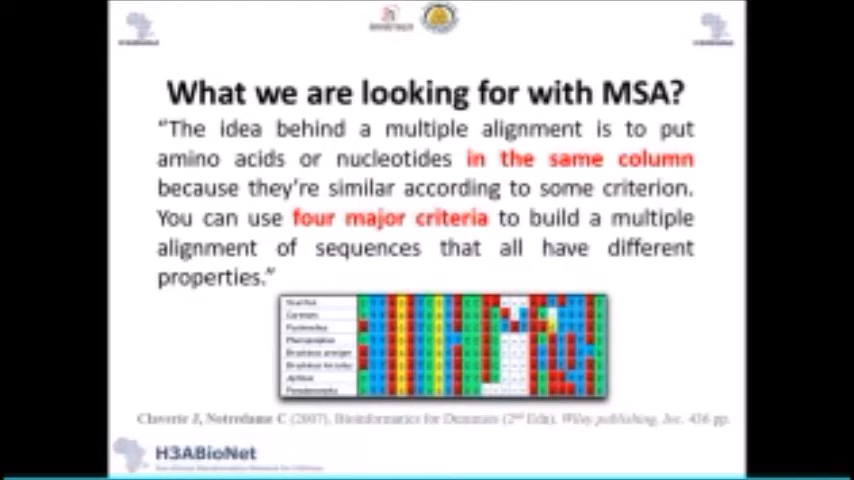 H3ABioNet
H3ABioNet
What we are looking for with MSA?
“The idea behind a multiple alignment is to put
amino acids or nucleotides in the same column
because they’re similar according to some criterion.
You can use four major criteria to build a multiple
alignment of sequences that all have different
properties.”
Claverie J, Notredame C (2007). Bioinformatics for Dummies (2nd Edn). Wiley publishing, Inc. 436 pp.
H3ABioNet